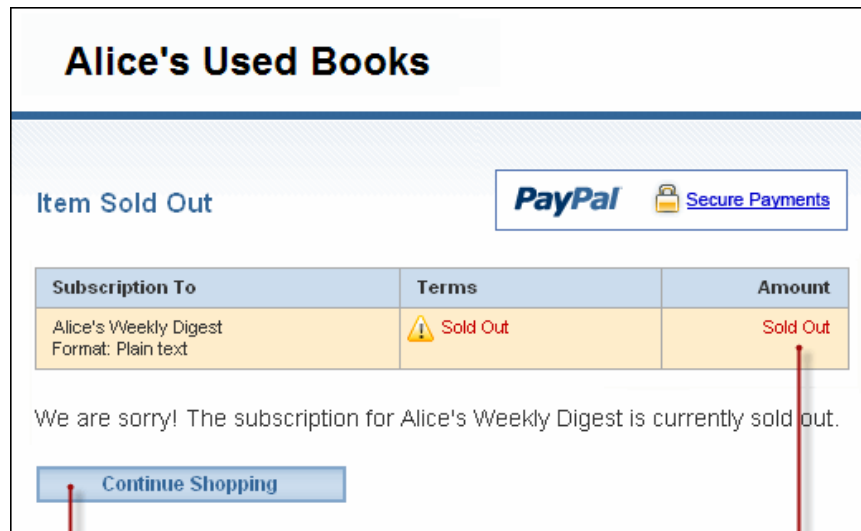 Alice's Used Books
Item Sold Out
PayPal Secure Payments
Subscription To Terms Amount
Alice's Weekly Digest Sold Out Sold Out
Format: Plain text
We are sorry! The subscription for Alice's Weekly Digest is currently sold out.
Continue Shopping